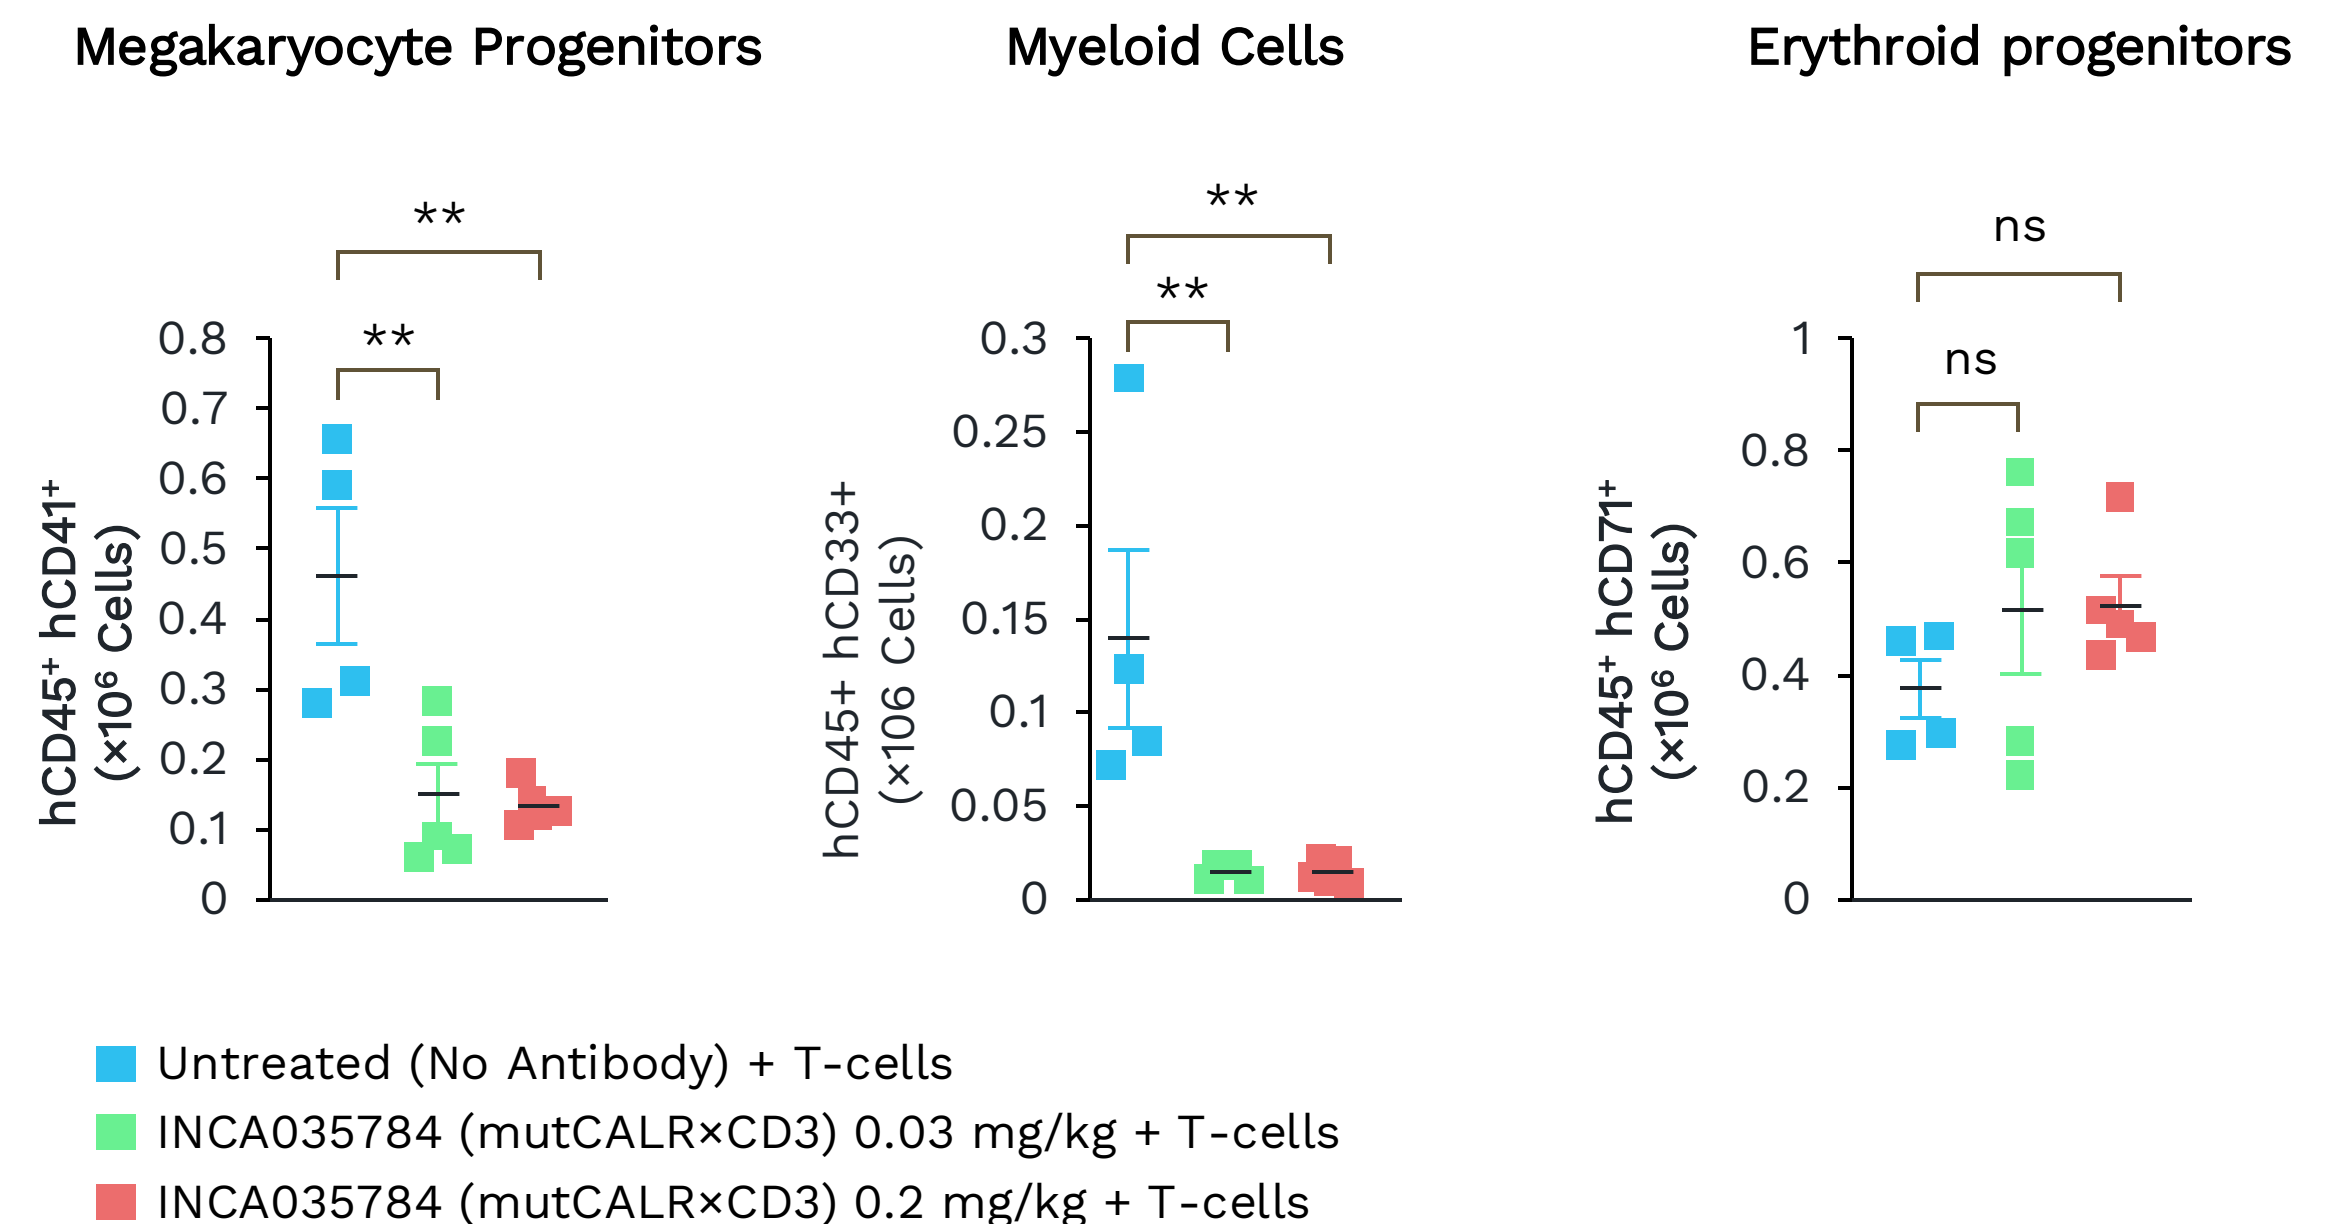 Megakaryocyte Progenitors
**
**
0.8
0.7
0.6
0.5
0.4
0.3
0.2
0.1
0
hCD45⁺ hCD41⁺
(×10⁶ Cells)
Myeloid Cells
**
**
0.3
0.25
0.2
0.15
0.1
0.05
0
hCD45+ hCD33+
(×106 Cells)
Erythroid progenitors
ns
ns
1
0.8
0.6
0.4
0.2
0
hCD45⁺ hCD71⁺
(×10⁶ Cells)
Untreated (No Antibody) + T-cells
INCA035784 (mutCALR×CD3) 0.03 mg/kg + T-cells
INCA035784 (mutCALR×CD3) 0.2 mg/kg + T-cells